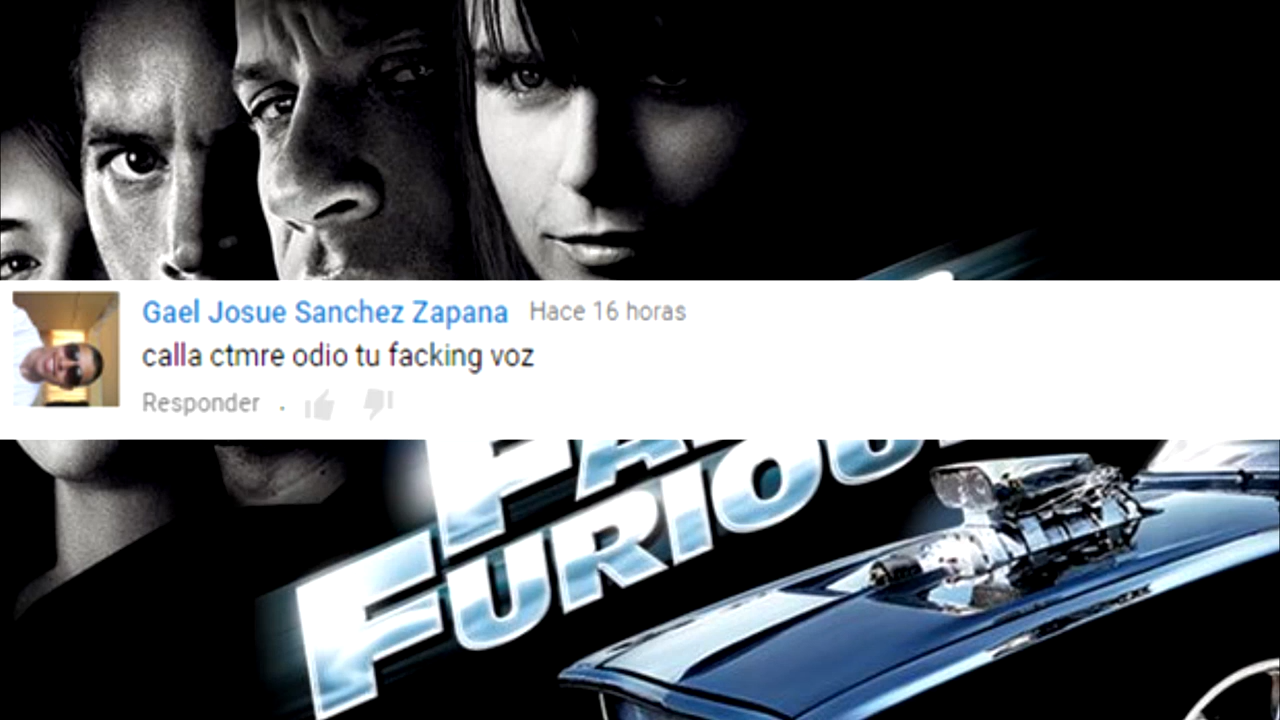 Gael Josue Sanchez Zapana Hace 16 horas
calla ctmre odio tu facking voz
Responder .
FURIOUS